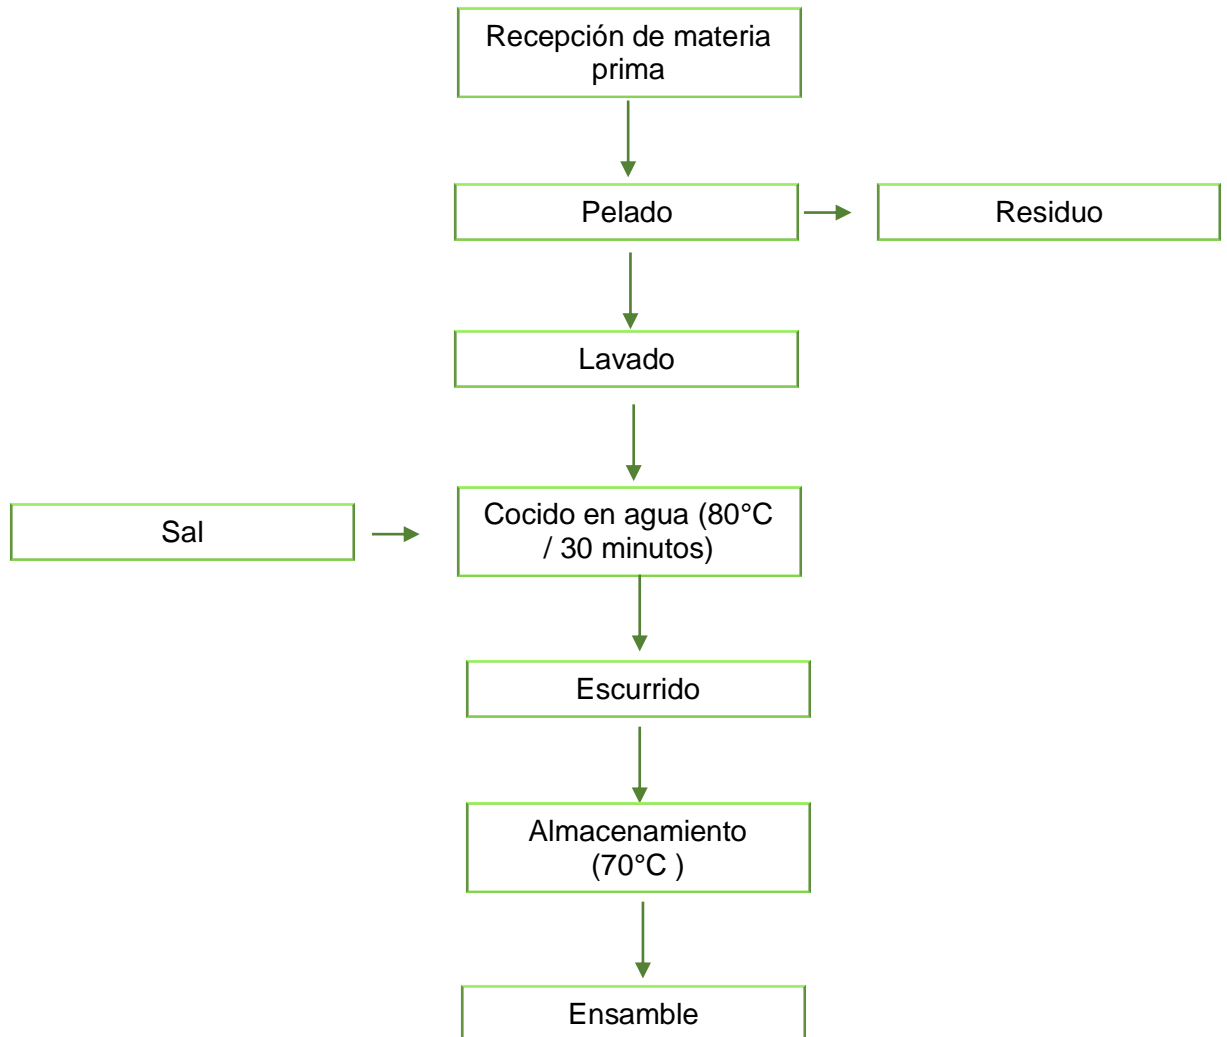 Recepción de materia
prima
Pelado
Residuo
Lavado
Sal
Cocido en agua (80°C
/ 30 minutos)
Escurrido
Almacenamiento
(70°C )
Ensamble